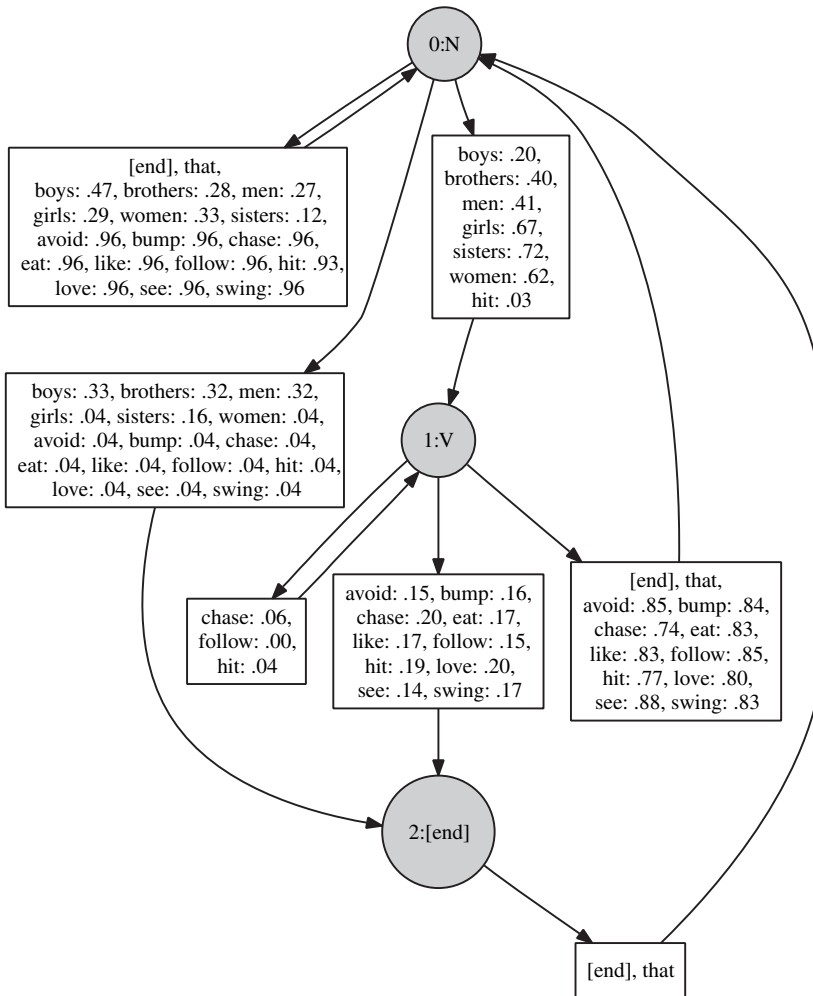 0:N
[end], that,
boys: .47, brothers: .28, men: .27,
girls: .29, women: .33, sisters: .12,
avoid: .96, bump: .96, chase: .96,
eat: .96, like: .96, follow: .96, hit: .93,
love: .96, see: .96, swing: .96
boys: .20,
brothers: .40,
men: .41,
girls: .67,
sisters: .72,
women: .62,
hit: .03
boys: .33, brothers: .32, men: .32,
girls: .04, sisters: .16, women: .04,
avoid: .04, bump: .04, chase: .04,
eat: .04, like: .04, follow: .04, hit: .04,
love: .04, see: .04, swing: .04
1:V
chase: .06,
follow: .00,
hit: .04
avoid: .15, bump: .16,
chase: .20, eat: .17,
like: .17, follow: .15,
hit: .19, love: .20,
see: .14, swing: .17
[end], that,
avoid: .85, bump: .84,
chase: .74, eat: .83,
like: .83, follow: .85,
hit: .77, love: .80,
see: .88, swing: .83
2:[end]
[end], that